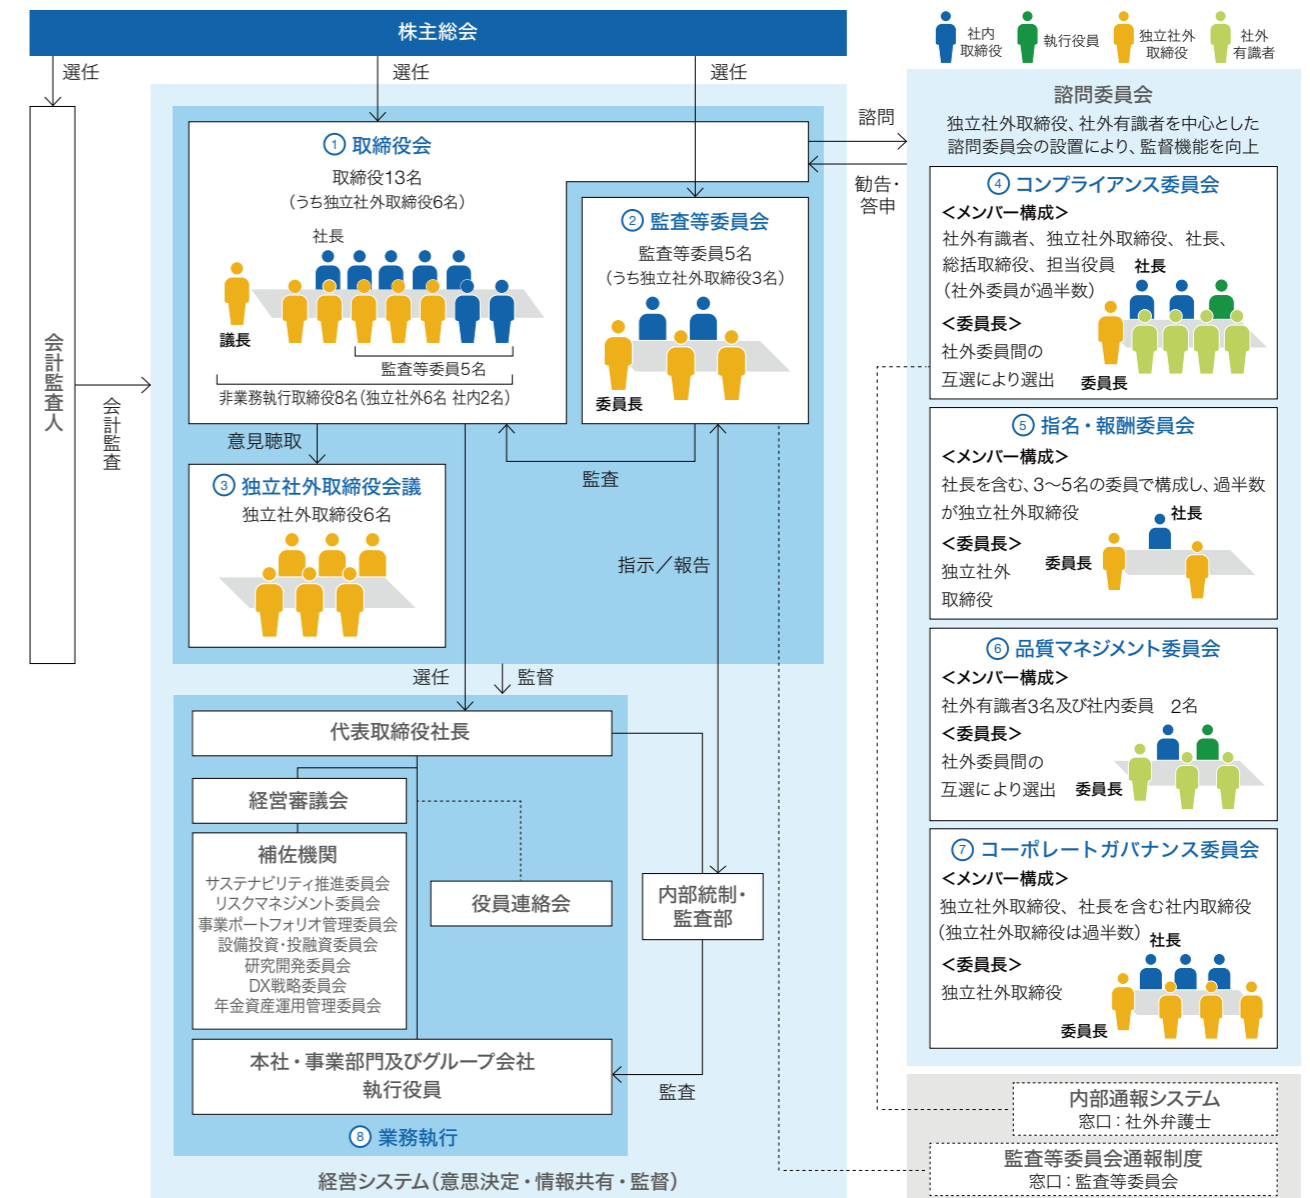 株主総会
社内
取締役
執行役員
独立社外
取締役
社外
有識者
選任
選任
選任
会計監査人
会計監査
① 取締役会
取締役13名
（うち独立社外取締役6名）
社長
議長
監査等委員5名
非業務執行取締役8名（独立社外6名 社内2名）
② 監査等委員会
監査等委員5名
（うち独立社外取締役3名）
委員長
意見聴取
監査
③ 独立社外取締役会議
独立社外取締役6名
指示／報告
選任
監督
代表取締役社長
経営審議会
補佐機関
サステナビリティ推進委員会
リスクマネジメント委員会
事業ポートフォリオ管理委員会
設備投資・投融資委員会
研究開発委員会
DX戦略委員会
年金資産運用管理委員会
役員連絡会
内部統制・
監査部
本社・事業部門及びグループ会社
執行役員
監査
⑧ 業務執行
経営システム（意思決定・情報共有・監督）
諮問
勧告・
答申
諮問委員会
独立社外取締役、社外有識者を中心とした
諮問委員会の設置により、監督機能を向上
④ コンプライアンス委員会
＜メンバー構成＞
社外有識者、独立社外取締役、社長、
総括取締役、担当役員
（社外委員が過半数）
社長
＜委員長＞
社外委員間の
互選により選出
委員長
⑤ 指名・報酬委員会
＜メンバー構成＞
社長を含む、3〜5名の委員で構成し、過半数
が独立社外取締役
社長
＜委員長＞
独立社外
取締役
委員長
⑥ 品質マネジメント委員会
＜メンバー構成＞
社外有識者3名及び社内委員　2名
＜委員長＞
社外委員間の
互選により選出
委員長
⑦ コーポレートガバナンス委員会
＜メンバー構成＞
独立社外取締役、社長を含む社内取締役
（独立社外取締役は過半数）
社長
＜委員長＞
独立社外取締役
委員長
内部通報システム
窓口：社外弁護士
監査等委員会通報制度
窓口：監査等委員会